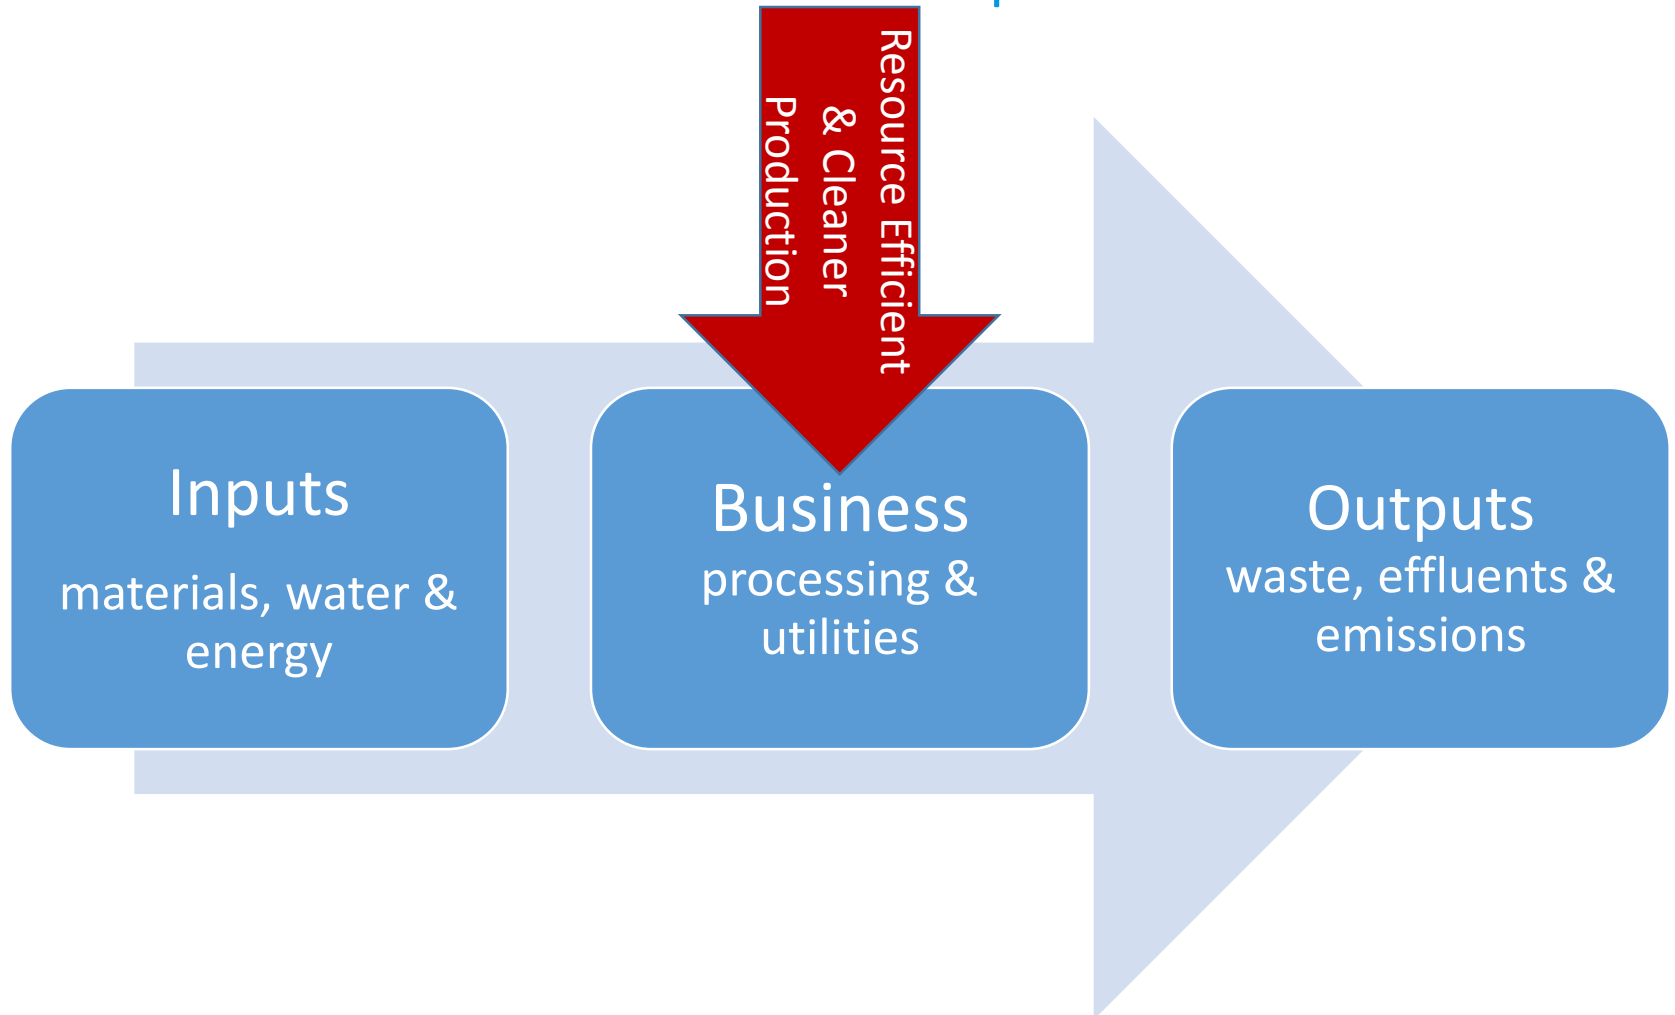 Resource Efficient
& Cleaner
Production
Inputs
materials, water &
energy
Business
processing &
utilities
Outputs
waste, effluents &
emissions